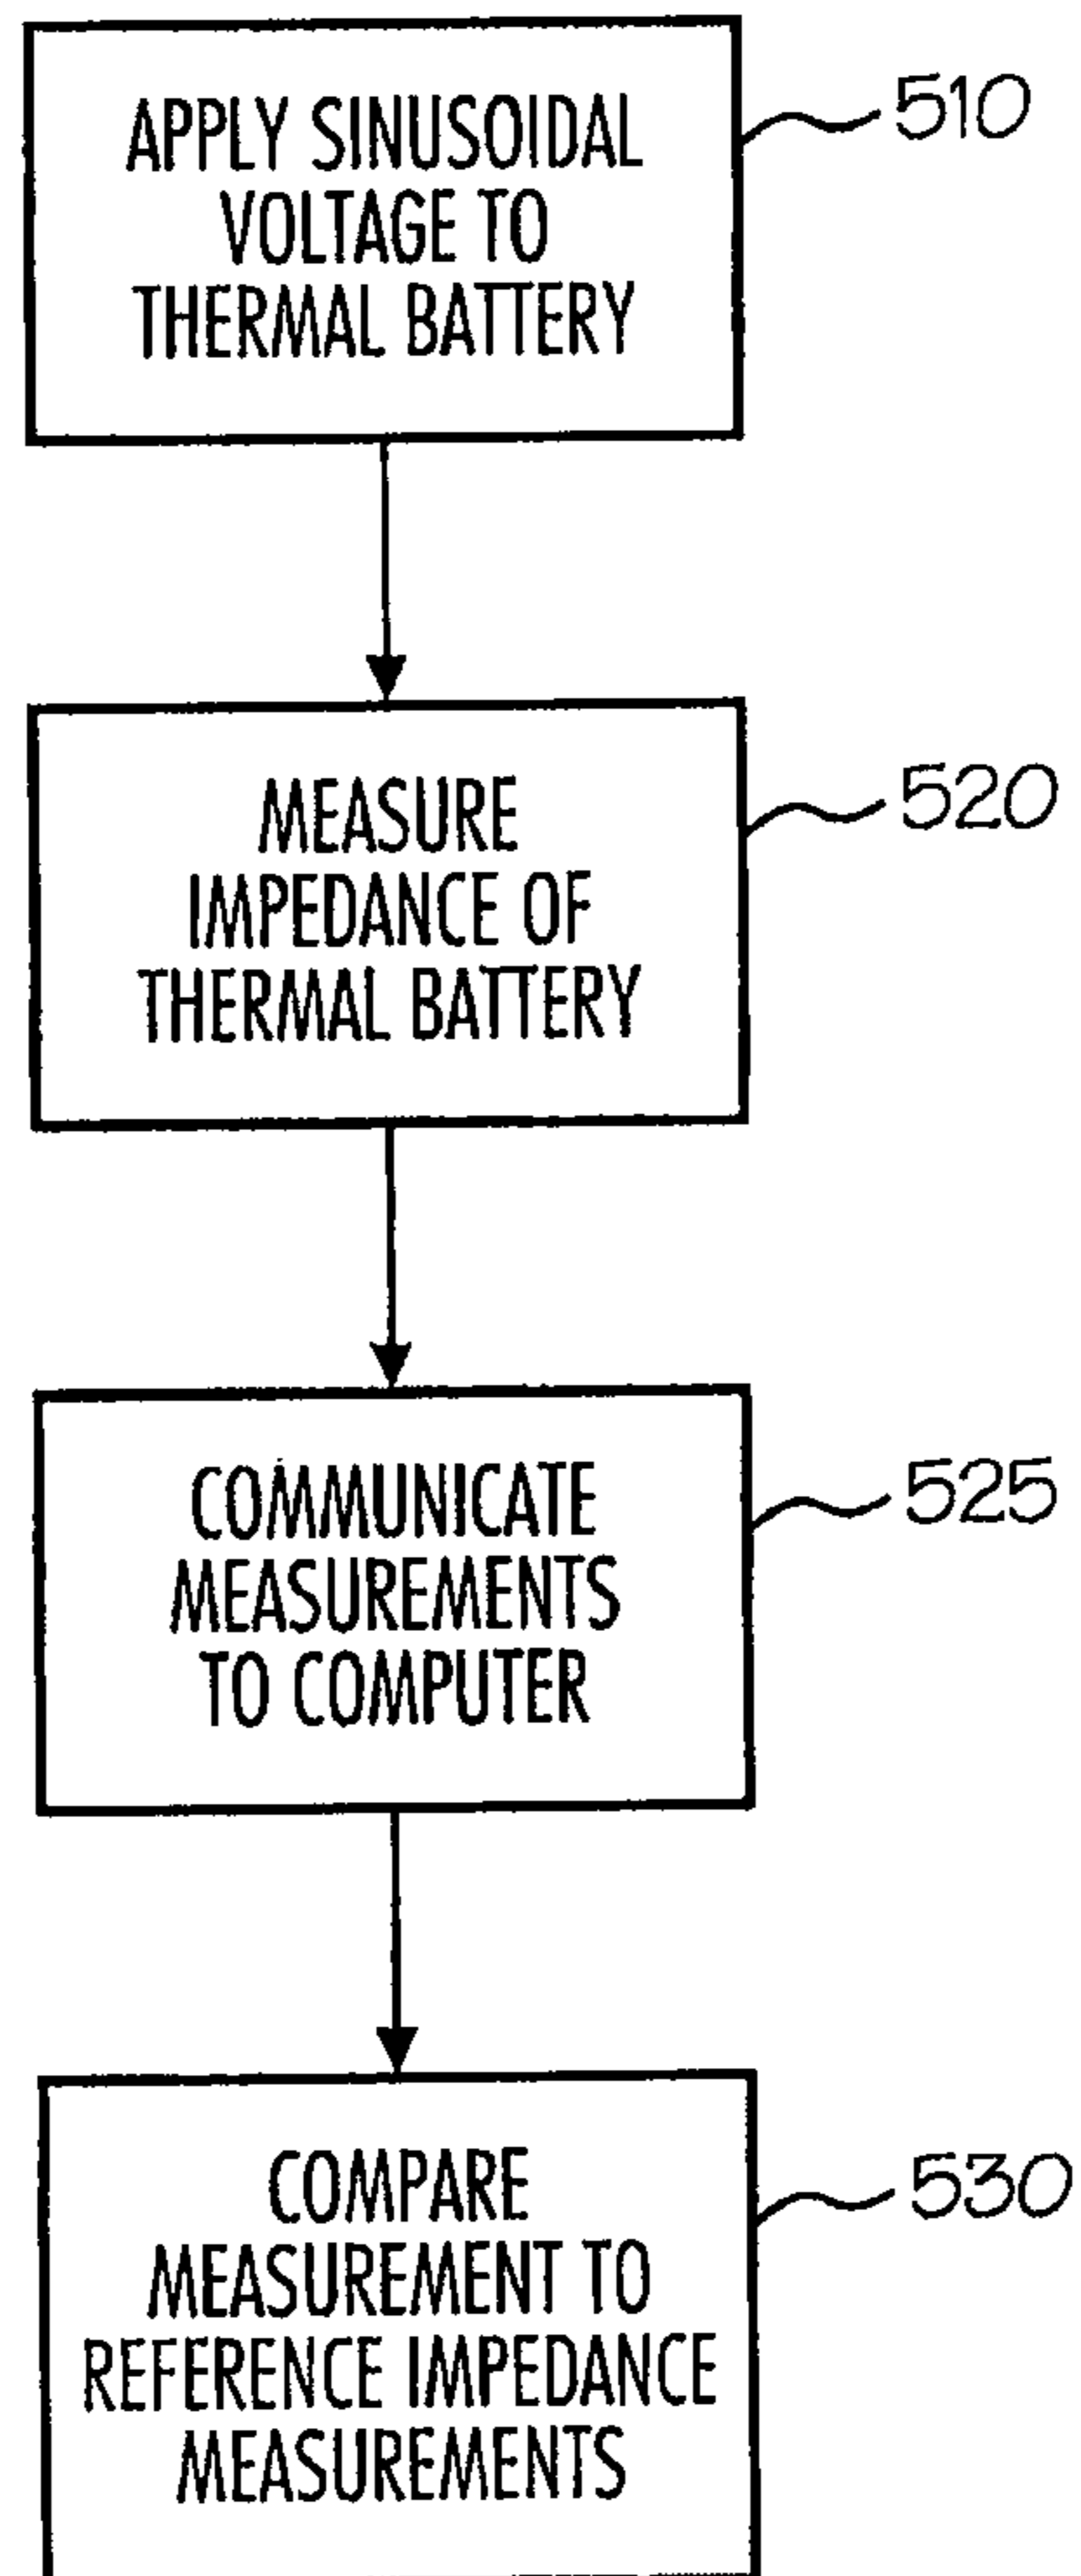 APPLY SINUSOIDAL
VOLTAGE TO
THERMAL BATTERY
510
MEASURE
IMPEDANCE OF
THERMAL BATTERY
520
COMMUNICATE
MEASUREMENTS
TO COMPUTER
525
COMPARE
MEASUREMENT TO
REFERENCE IMPEDANCE
MEASUREMENTS
530